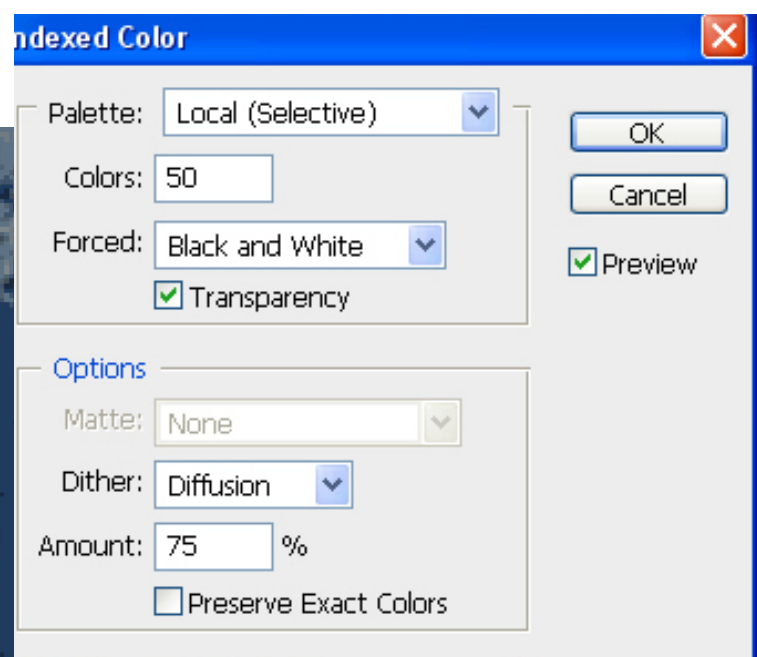 ndexed Color
Palette: Local (Selective)
OK
Colors: 50
Cancel
Forced: Black and White
Preview
Transparency
Options
Matte: None
Dither: Diffusion
Amount: 75 %
Preserve Exact Colors